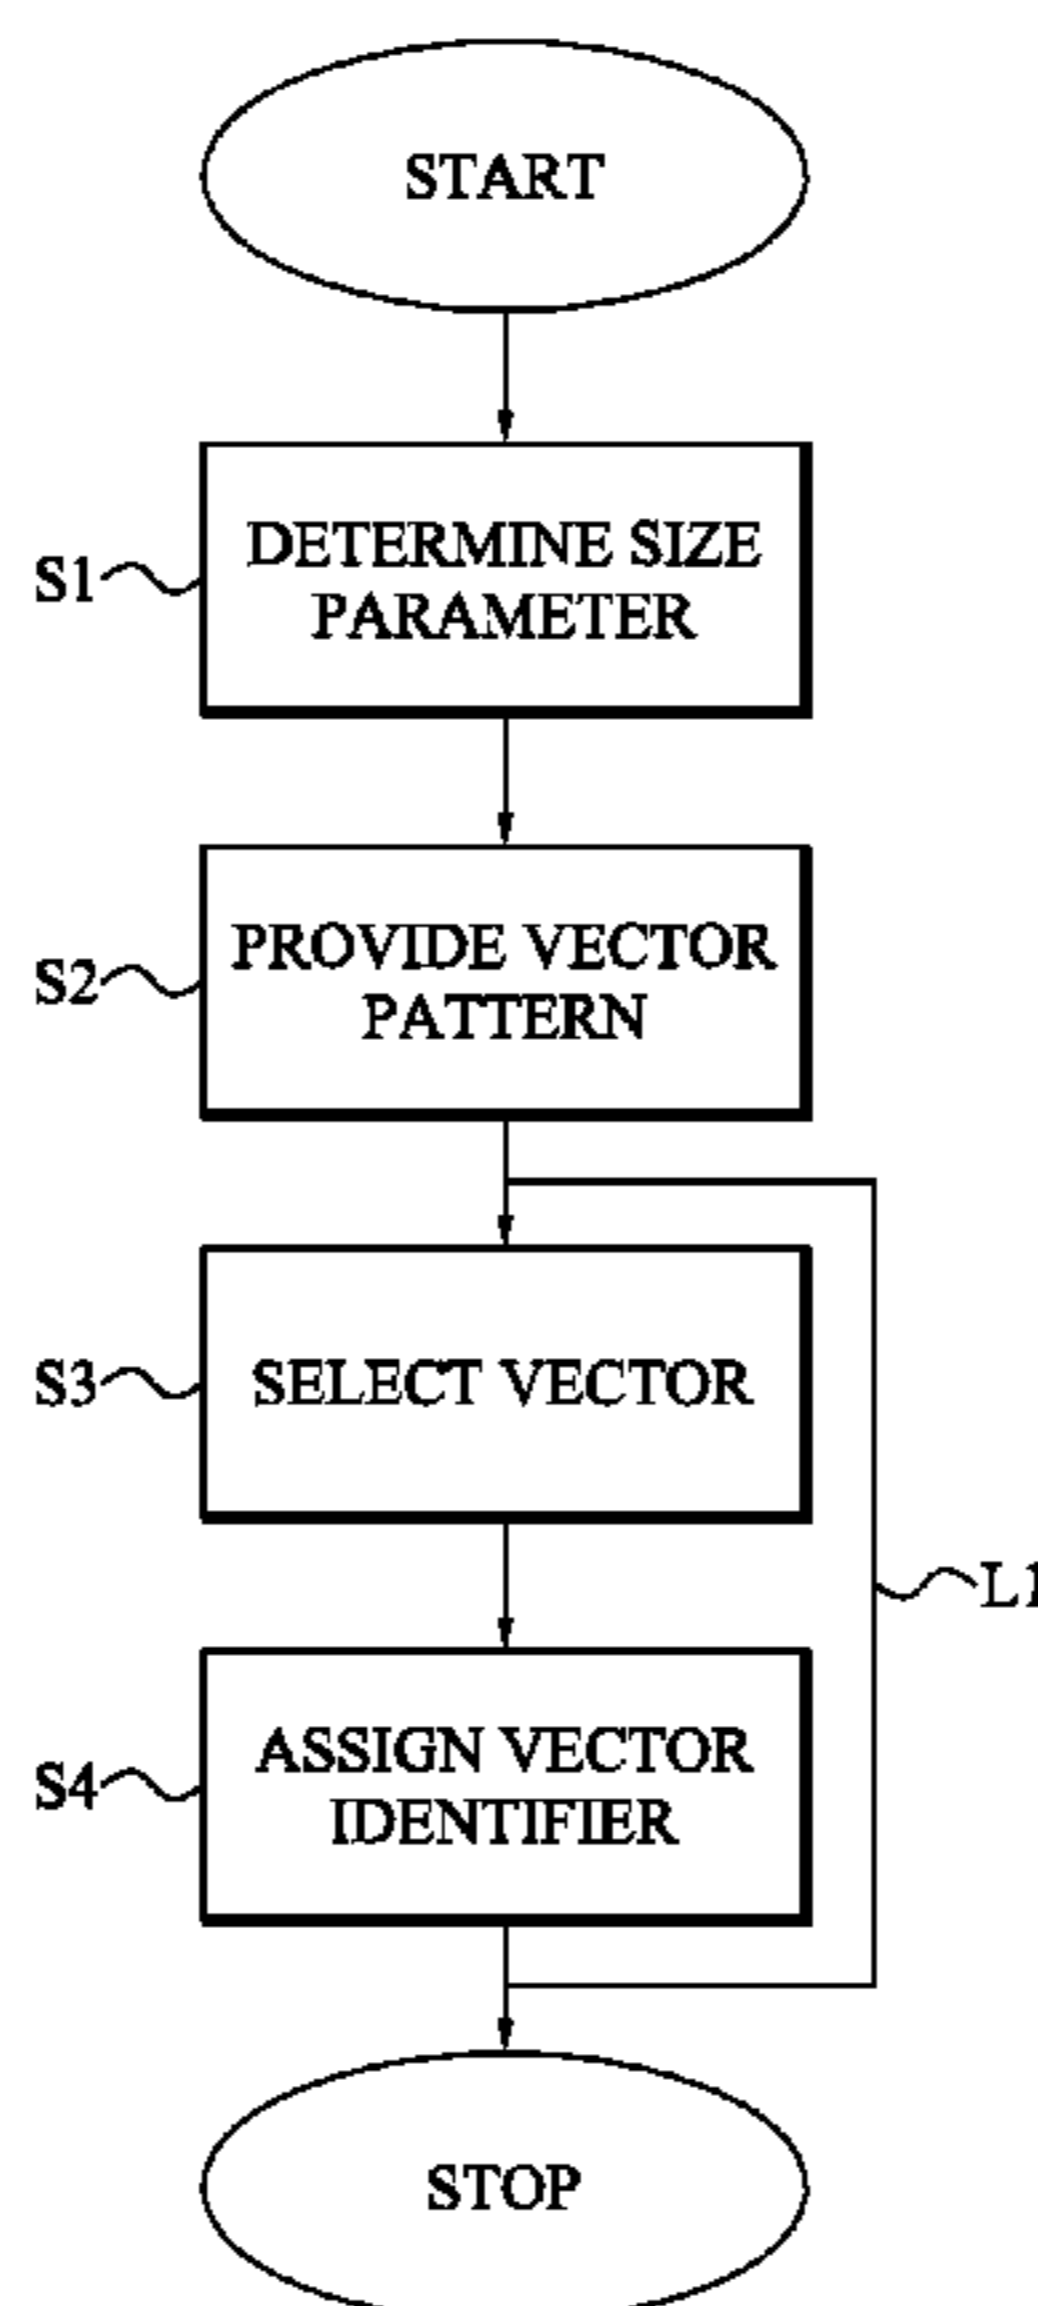 START
S1
DETERMINE SIZE
PARAMETER
S2
PROVIDE VECTOR
PATTERN
S3
SELECT VECTOR
L1
S4
ASSIGN VECTOR
IDENTIFIER
STOP